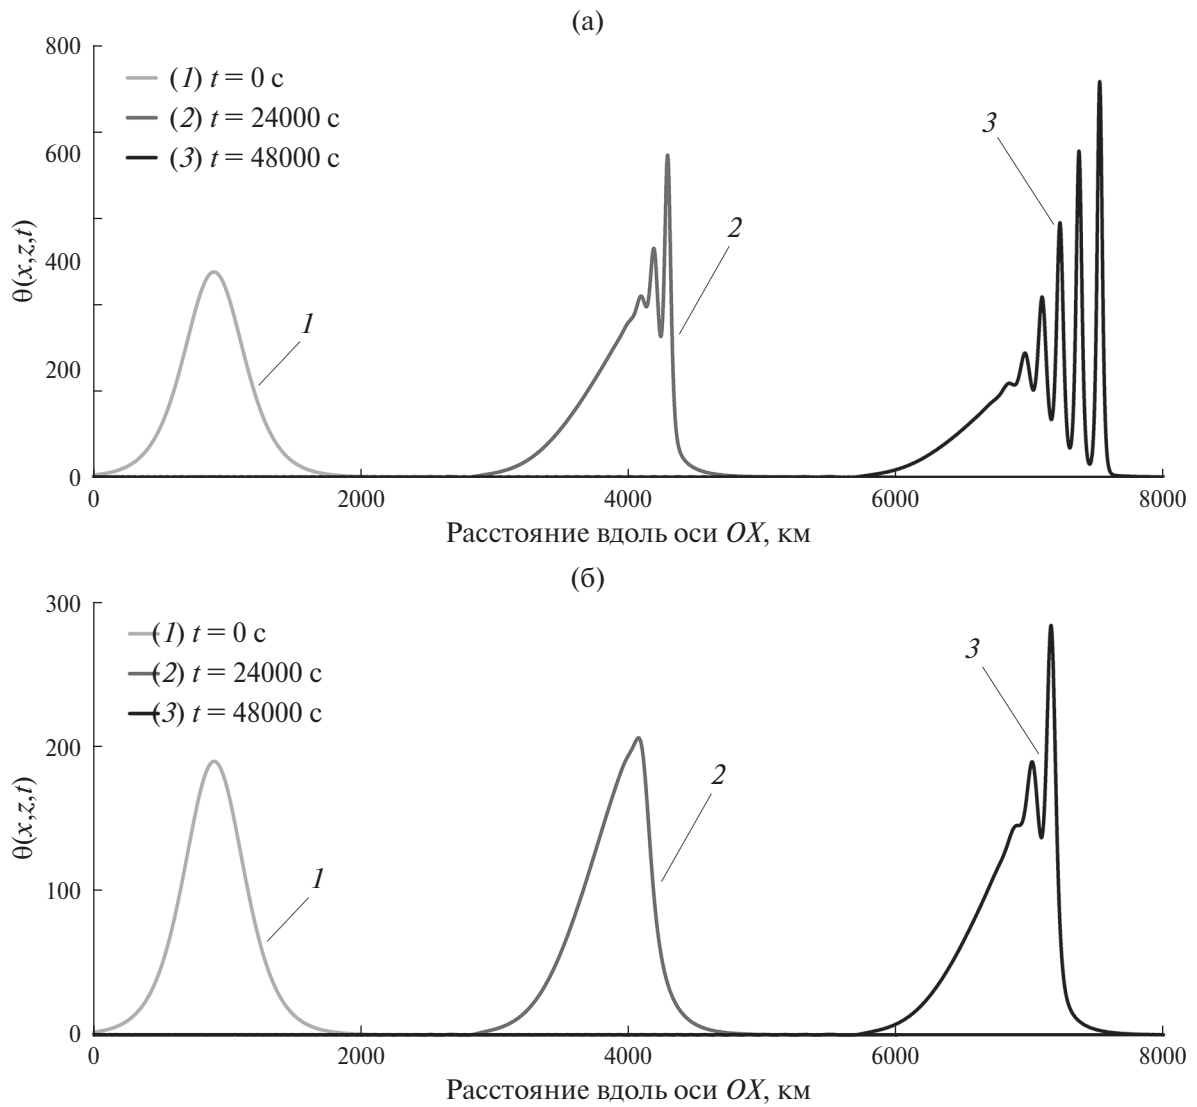 (а)
800
(1) t = 0 с
(2) t = 24000 с
(3) t = 48000 с
600
400
200
0
θ(x,z,t)
1
2
3
0 2000 4000 6000 8000
Расстояние вдоль оси OX, км
(б)
300
(1) t = 0 с
(2) t = 24000 с
(3) t = 48000 с
200
100
0
θ(x,z,t)
1
2
3
0 2000 4000 6000 8000
Расстояние вдоль оси OX, км